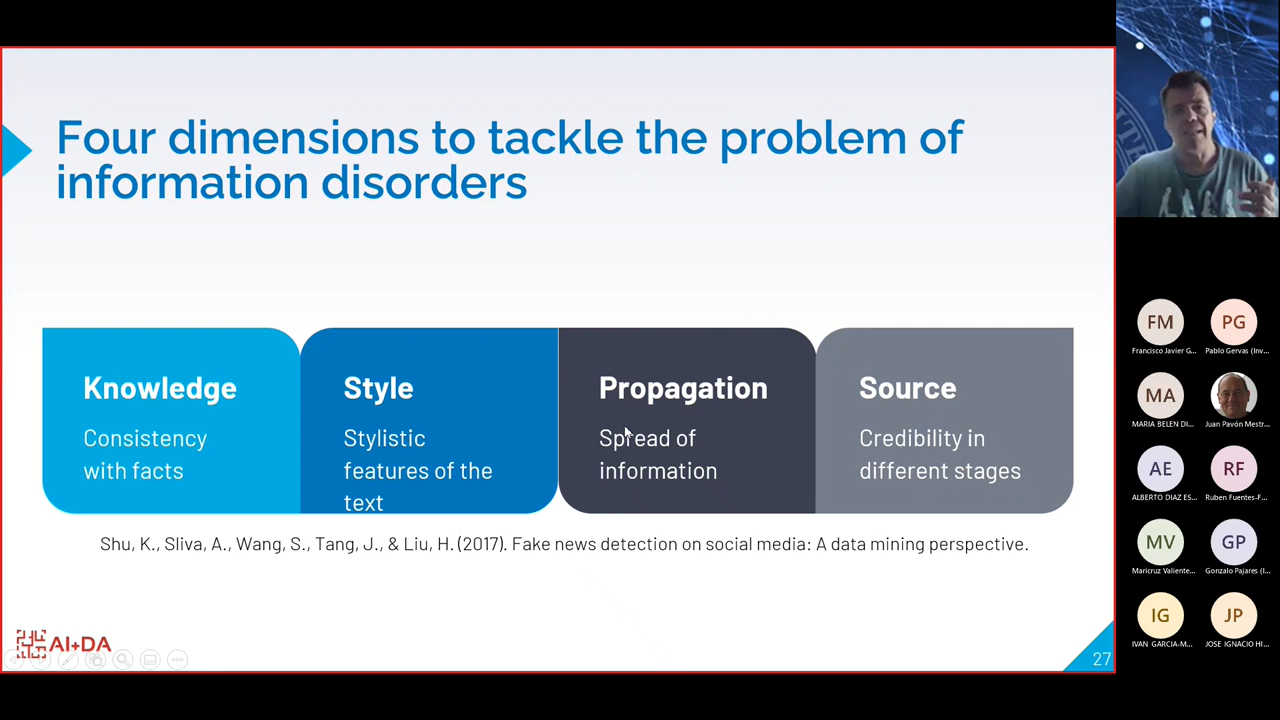 Four dimensions to tackle the problem of
information disorders
Knowledge
Consistency
with facts
Style
Stylistic
features of the
text
Propagation
Spread of
information
Source
Credibility in
different stages
Shu, K., Sliva, A., Wang, S., Tang, J., & Liu, H. (2017). Fake news detection on social media: A data mining perspective.
AI+DA
27
FM
Francisco Javier G...
PG
Pablo Gervas (Inv...
MA
MARIA BELEN DI...
Juan Pavón Mestr...
AE
ALBERTO DIAZ ES...
RF
Ruben Fuentes-F...
MV
Maricruz Valiente...
GP
Gonzalo Pajares (I...
IG
IVAN GARCIA-M...
JP
JOSE IGNACIO HI...